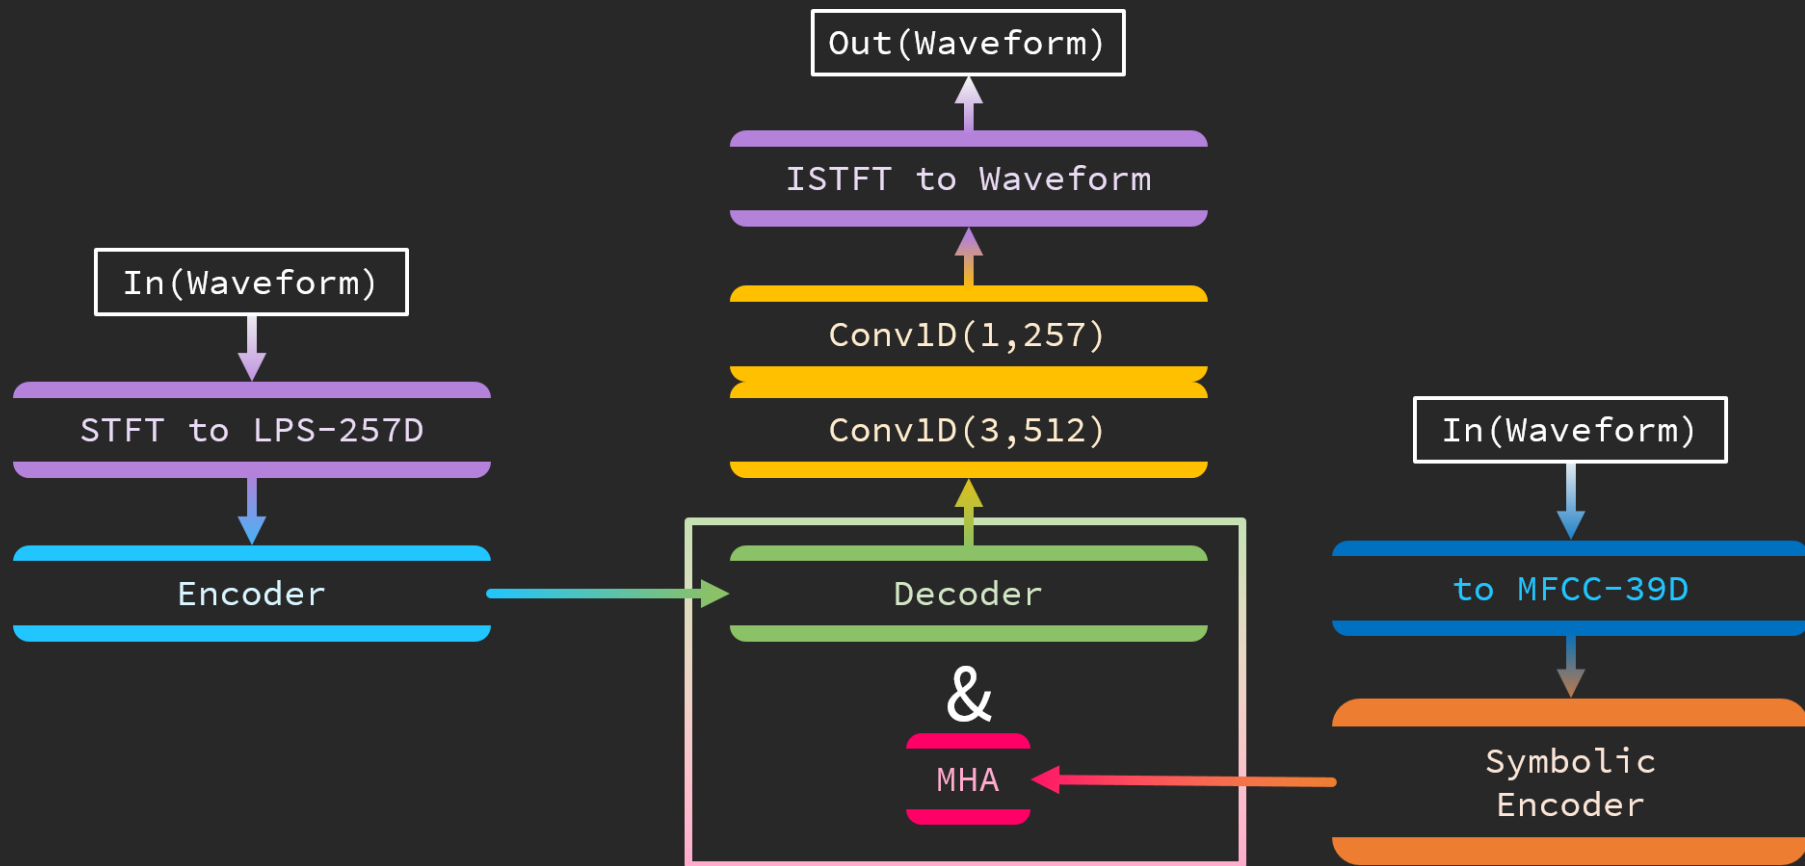 Out(Waveform)
ISTFT to Waveform
In(Waveform)
Conv1D(1,257)
STFT to LPS-257D
Conv1D(3,512)
In(Waveform)
Encoder
Decoder
to MFCC-39D
&
MHA
Symbolic
Encoder